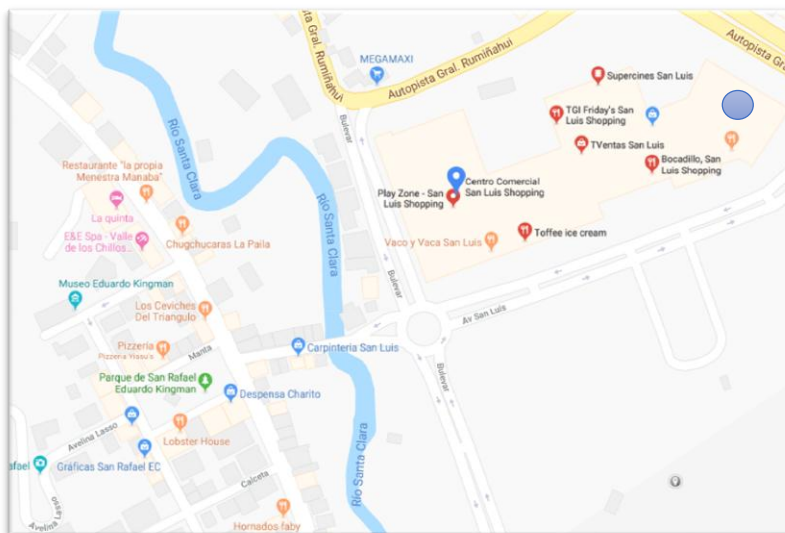 Autopista Gral. Rumiñahui
MEGAMAXI
Autopista Gral. Rumiñahui
Autopista Gra
Bulevar
Supercines San Luis
TGI Friday's San
Luis Shopping
TVentas San Luis
Bocadillo, San
Luis Shopping
Centro Comercial
San Luis Shopping
Play Zone - San
Luis Shopping
Toffee ice cream
Vaco y Vaca San Luis
Río Santa Clara
Río Santa Clara
Restaurante "la propia
Menestra Manaba"
La quinta
E&E Spa - Valle
de los Chillos...
Chugchucaras La Paila
Museo Eduardo Kingman
Los Ceviches
Del Triangulo
Bulevar
Av San Luis
Pizzería
Manta
Carpintería San Luis
Parque de San Rafael
Eduardo Kingman
Despensa Charito
Bulevar
Avelina Lasso
Lobster House
Río Santa Clara
Gráficas San Rafael EC
afael
Caiceta
Avelina Lasso
Hornados faby